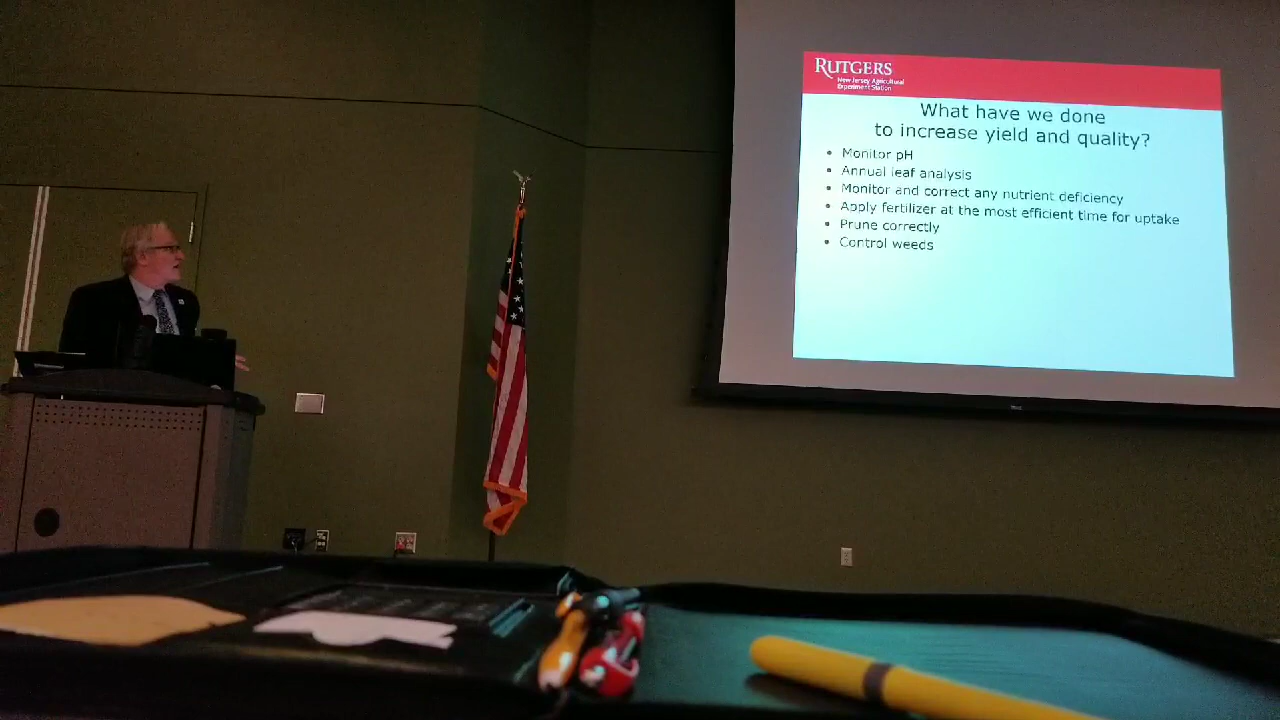 RUTGERS
New Jersey Agricultural
Experiment Station
What have we done
to increase yield and quality?
• Monitor pH
• Annual leaf analysis
• Monitor and correct any nutrient deficiency
• Apply fertilizer at the most efficient time for uptake
• Prune correctly
• Control weeds